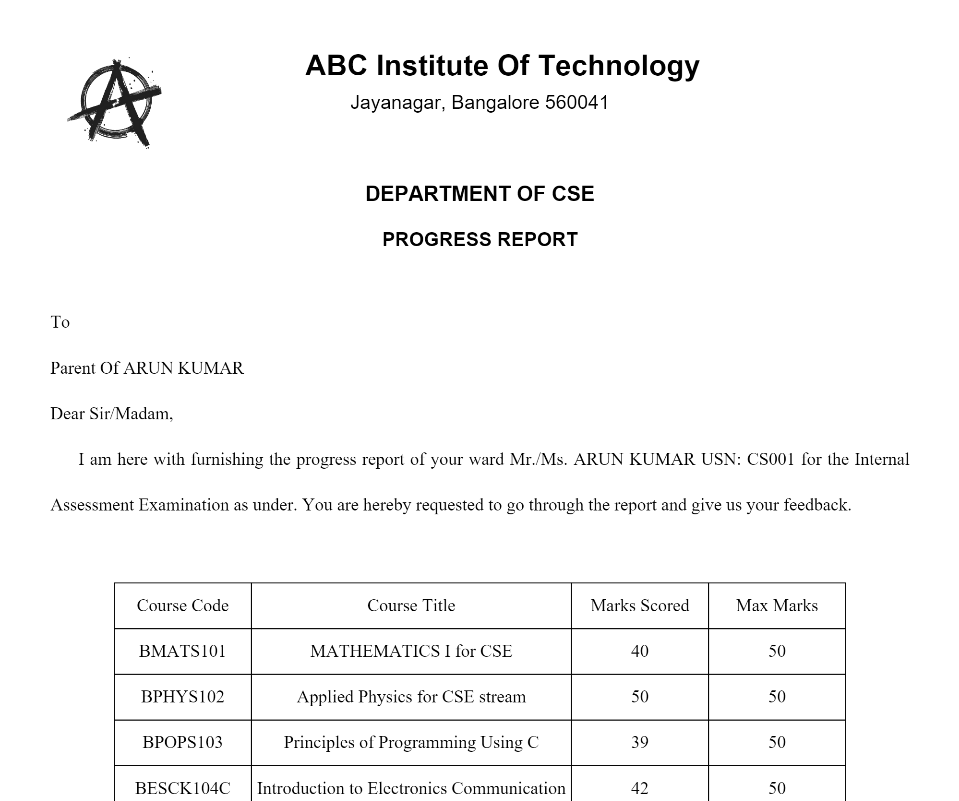 ABC Institute Of Technology
Jayanagar, Bangalore 560041
DEPARTMENT OF CSE
PROGRESS REPORT
To
Parent Of ARUN KUMAR
Dear Sir/Madam,
I am here with furnishing the progress report of your ward Mr./Ms. ARUN KUMAR USN: CS001 for the Internal
Assessment Examination as under. You are hereby requested to go through the report and give us your feedback.
Course Code Course Title Marks Scored Max Marks
BMATS101 MATHEMATICS I for CSE 40 50
BPHYS102 Applied Physics for CSE stream 50 50
BPOPS103 Principles of Programming Using C 39 50
BESCK104C Introduction to Electronics Communication 42 50